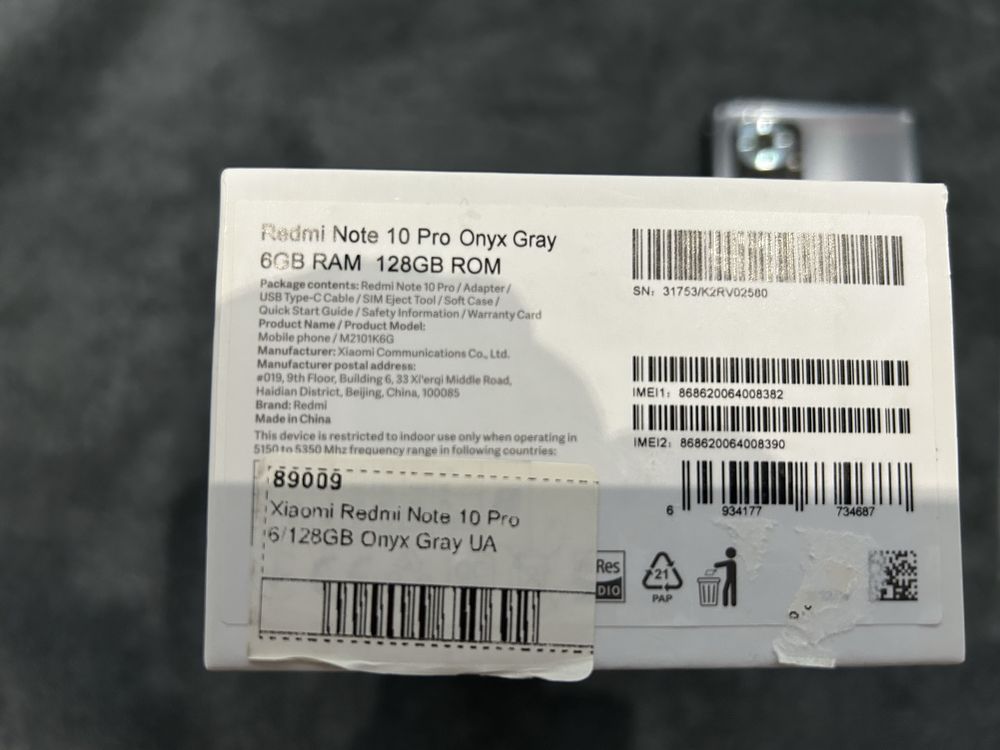 Redmi Note 10 Pro Onyx Gray
6GB RAM 128GB ROM
Package contents: Redmi Note 10 Pro / Adapter /
USB Type-C Cable / SIM Eject Tool / Soft Case /
Quick Start Guide / Safety Information / Warranty Card
Product Name / Product Model:
Mobile phone / M2101K6G
Manufacturer: Xiaomi Communications Co., Ltd.
Manufacturer postal address:
#019, 9th Floor, Building 6, 33 Xi'erqi Middle Road,
Haidian District, Beijing, China, 100085
Brand: Redmi
Made in China
This device is restricted to indoor use only when operating in
5150 to 5350 Mhz frequency range in following countries:
89009
Xiaomi Redmi Note 10 Pro
6/128GB Onyx Gray UA
SN: 31753/K2RV02580
IMEI1: 868620064008382
IMEI2: 868620064008390
6 934177 734687
Res
DIO
21
PAP